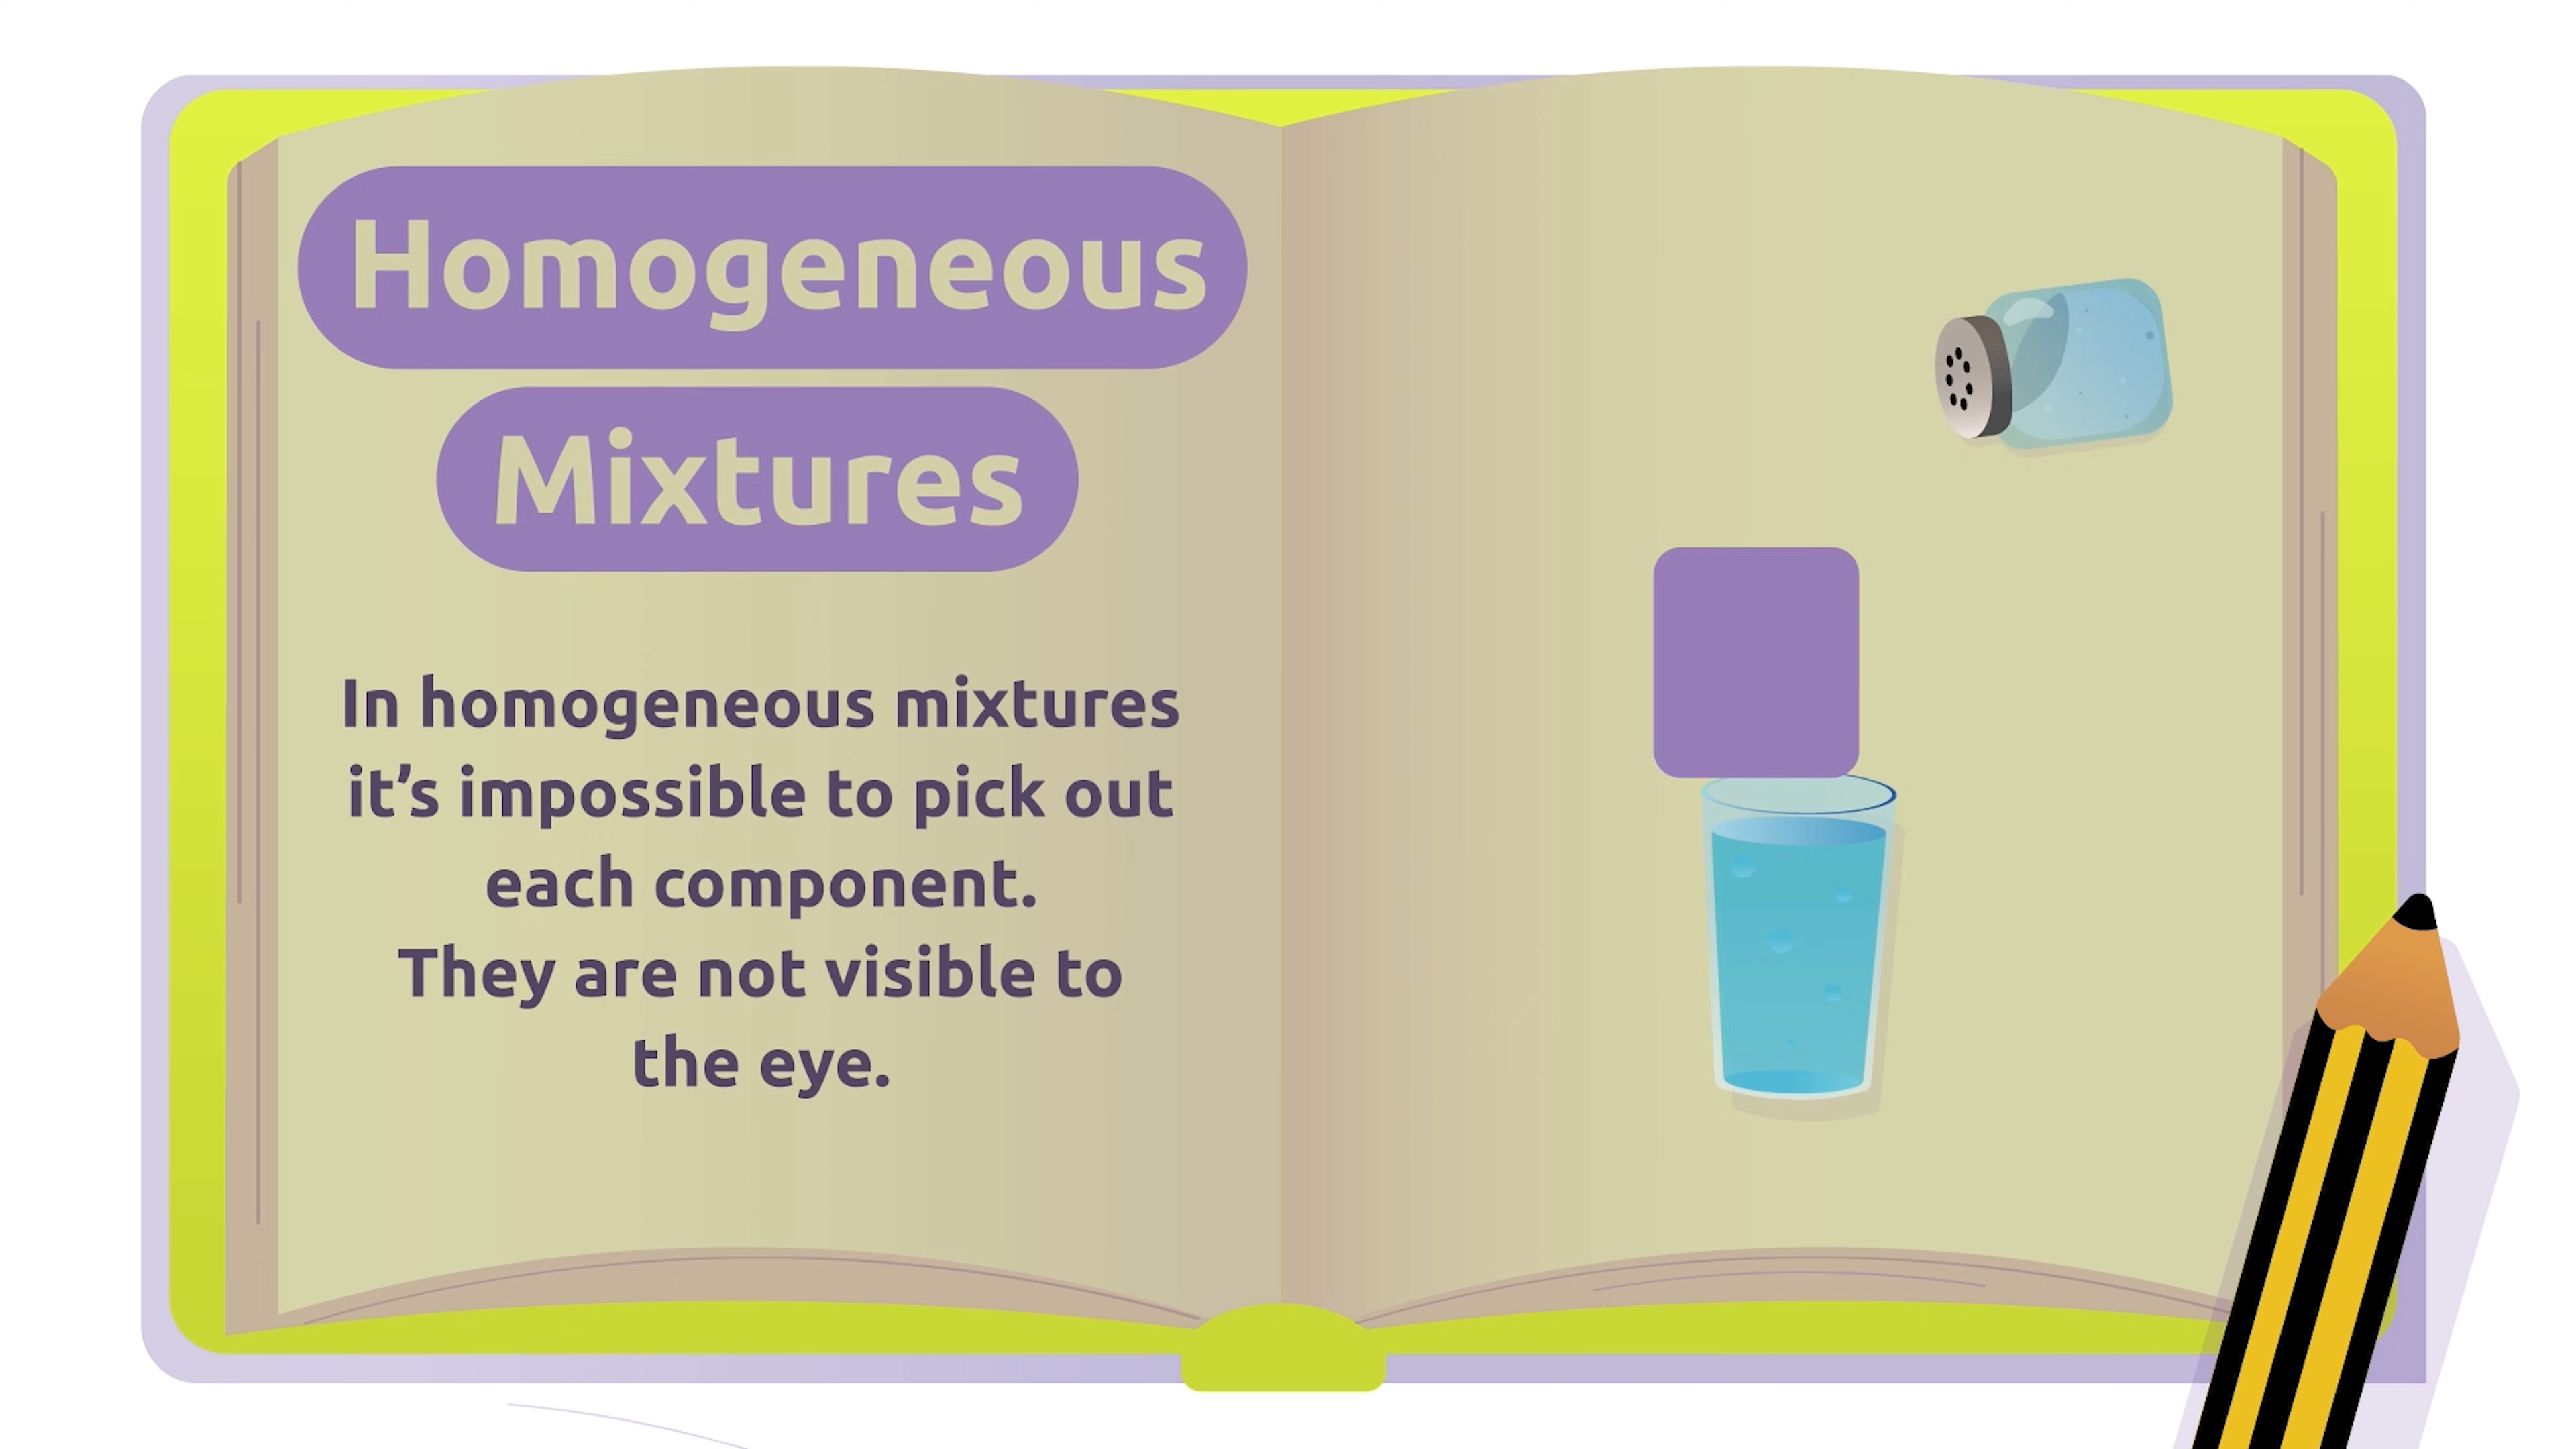 Homogeneous
Mixtures
In homogeneous mixtures
it’s impossible to pick out
each component.
They are not visible to
the eye.